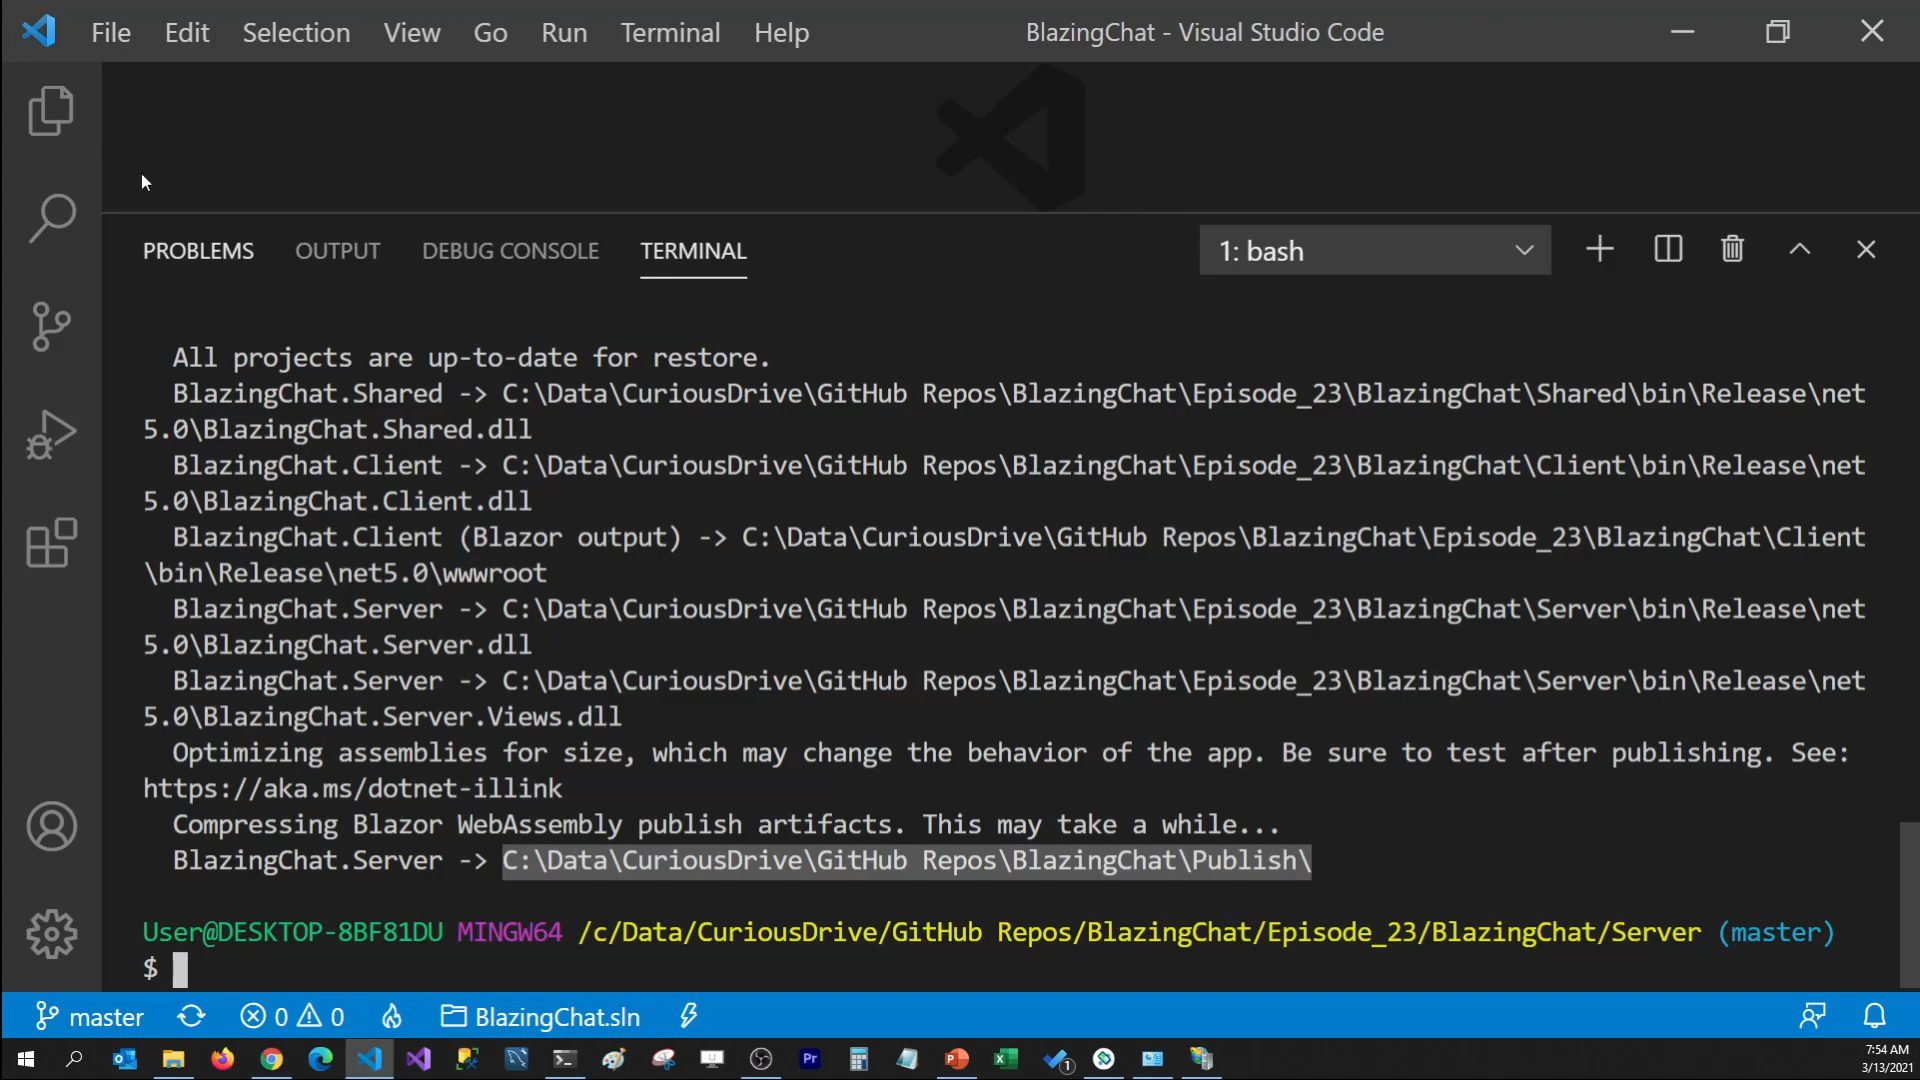 File Edit Selection View Go Run Terminal Help BlazingChat - Visual Studio Code
PROBLEMS OUTPUT DEBUG CONSOLE TERMINAL 1: bash
All projects are up-to-date for restore.
BlazingChat.Shared -> C:\Data\CuriousDrive\GitHub Repos\BlazingChat\Episode_23\BlazingChat\Shared\bin\Release\net
5.0\BlazingChat.Shared.dll
BlazingChat.Client -> C:\Data\CuriousDrive\GitHub Repos\BlazingChat\Episode_23\BlazingChat\Client\bin\Release\net
5.0\BlazingChat.Client.dll
BlazingChat.Client (Blazor output) -> C:\Data\CuriousDrive\GitHub Repos\BlazingChat\Episode_23\BlazingChat\Client
\bin\Release\net5.0\wwwroot
BlazingChat.Server -> C:\Data\CuriousDrive\GitHub Repos\BlazingChat\Episode_23\BlazingChat\Server\bin\Release\net
5.0\BlazingChat.Server.dll
BlazingChat.Server -> C:\Data\CuriousDrive\GitHub Repos\BlazingChat\Episode_23\BlazingChat\Server\bin\Release\net
5.0\BlazingChat.Server.Views.dll
Optimizing assemblies for size, which may change the behavior of the app. Be sure to test after publishing. See:
https://aka.ms/dotnet-illink
Compressing Blazor WebAssembly publish artifacts. This may take a while...
BlazingChat.Server -> C:\Data\CuriousDrive\GitHub Repos\BlazingChat\Publish\
User@DESKTOP-8BF81DU MINGW64 /c/Data/CuriousDrive/GitHub Repos/BlazingChat/Episode_23/BlazingChat/Server (master)
$
master 0 0 BlazingChat.sln
Pr 1 7:54 AM
3/13/2021